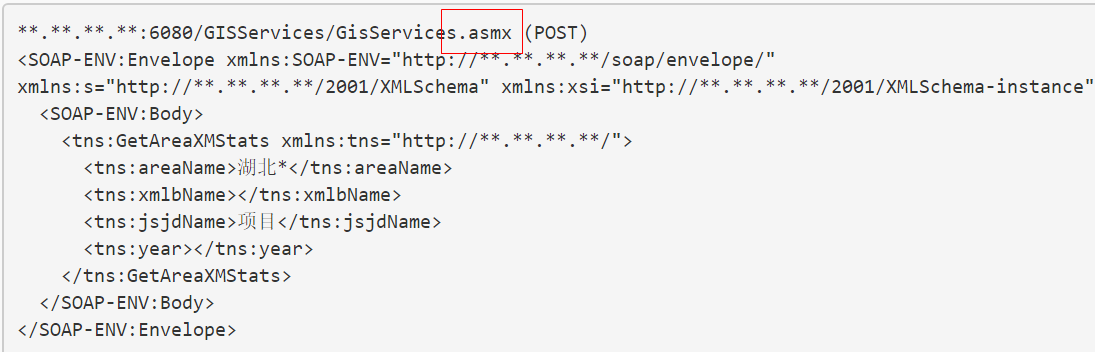 **.**.**.**:6080/GISServices/GisServices.asmx (POST)
<SOAP-ENV:Envelope xmlns:SOAP-ENV="http://**.**.**.**/soap/envelope/"
xmlns:s="http://**.**.**.**/2001/XMLSchema" xmlns:xsi="http://**.**.**.**/2001/XMLSchema-instance"
<SOAP-ENV:Body>
<tns:GetAreaXMStats xmlns:tns="http://**.**.**.**/">
<tns:areaName>湖北*</tns:areaName>
<tns:xmlbName></tns:xmlbName>
<tns:jsjdName>项目</tns:jsjdName>
<tns:year></tns:year>
</tns:GetAreaXMStats>
</SOAP-ENV:Body>
</SOAP-ENV:Envelope>